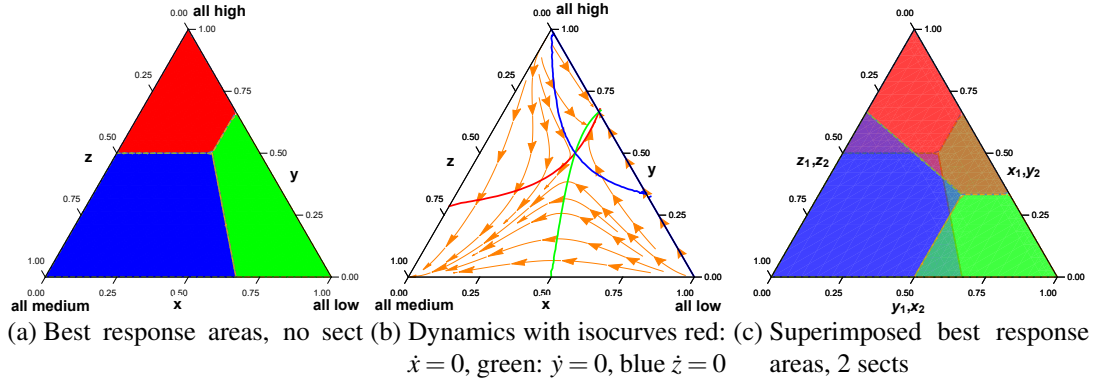 0.00
all high
1.00
0.25
0.75
0.50
0.50
z
y
0.75
0.25
1.00
0.00
0.00
0.25
0.50
0.75
1.00
all medium
x
all low
0.00
all high
1.00
0.25
0.75
0.50
0.50
z
y
0.75
0.25
1.00
0.00
0.00
0.25
0.50
0.75
1.00
all medium
x
all low
0.00
1.00
0.25
0.75
0.50
0.50
z1,z2
x1,y2
0.75
0.25
1.00
0.00
0.00
0.25
0.50
0.75
1.00
y1,x2
(a) Best response areas, no sect
(b) Dynamics with isocurves red:
ẋ = 0, green: ẏ = 0, blue ż = 0
(c) Superimposed best response
areas, 2 sects